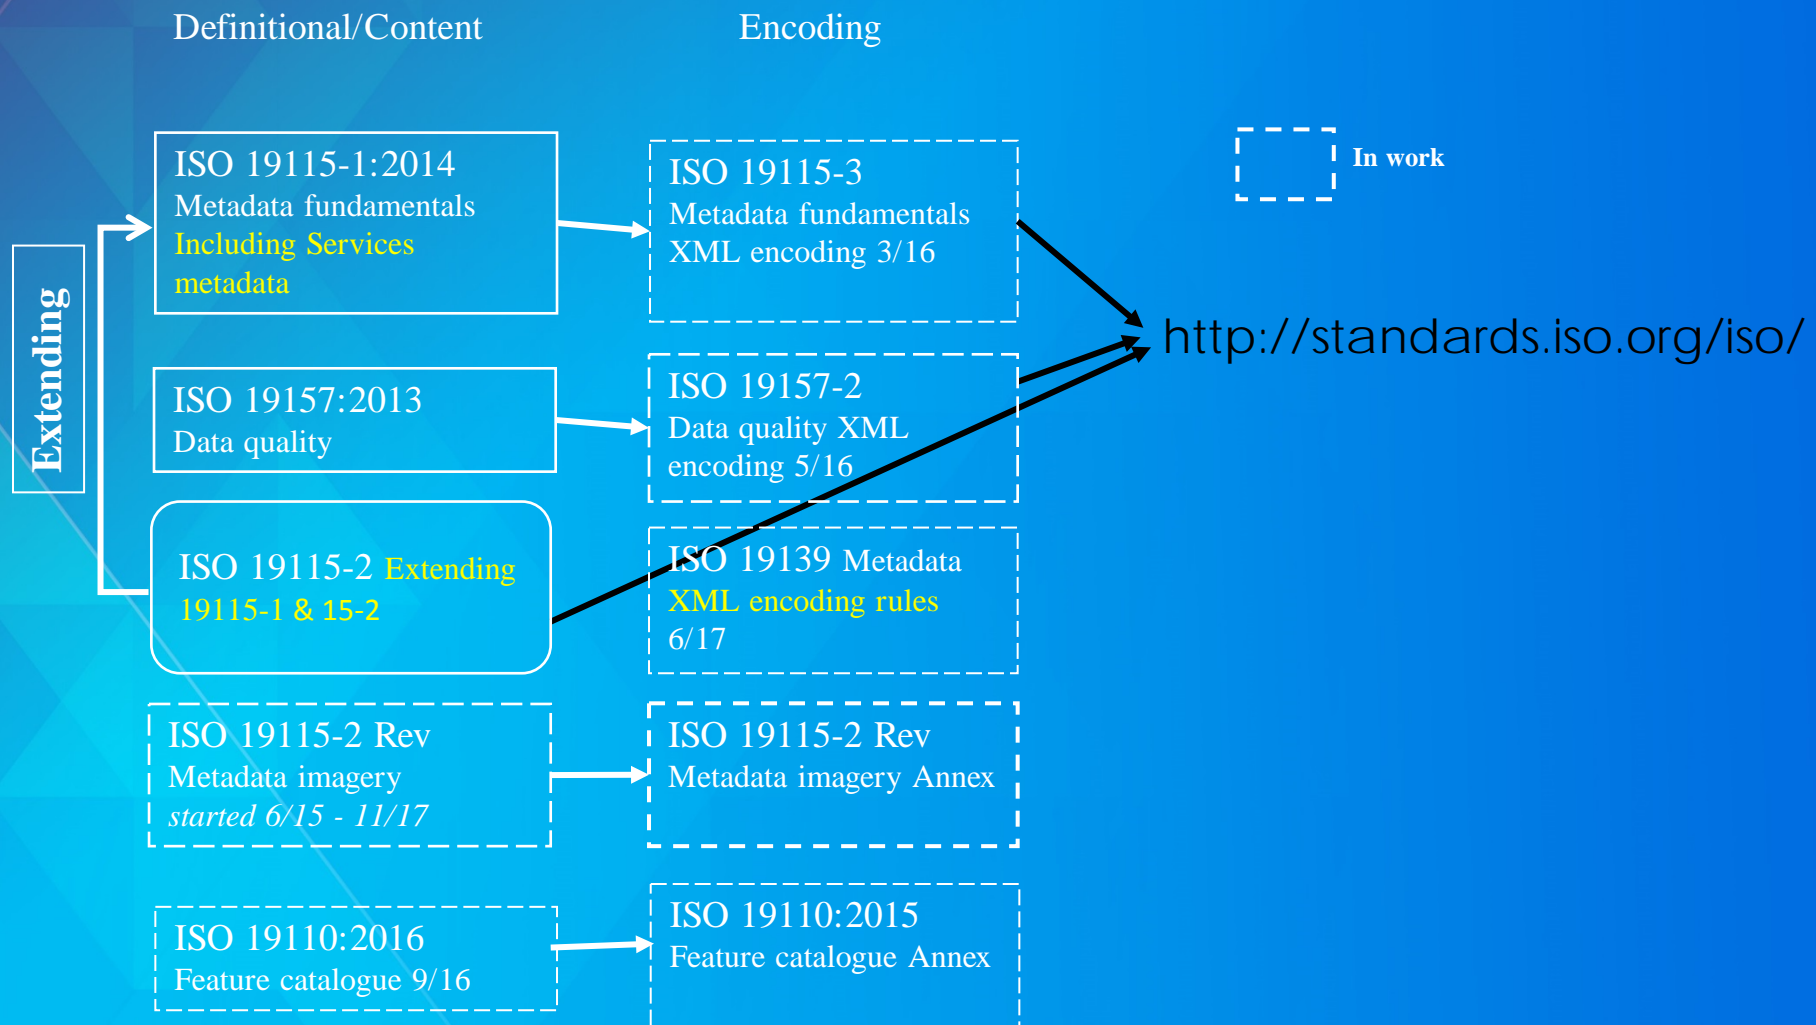 Definitional/Content
Encoding
Extending
ISO 19115-1:2014
Metadata fundamentals
Including Services
metadata
ISO 19115-3
Metadata fundamentals
XML encoding 3/16
In work
http://standards.iso.org/iso/
ISO 19157:2013
Data quality
ISO 19157-2
Data quality XML
encoding 5/16
ISO 19115-2 Extending
19115-1 & 15-2
ISO 19139 Metadata
XML encoding rules
6/17
ISO 19115-2 Rev
Metadata imagery
started 6/15 - 11/17
ISO 19115-2 Rev
Metadata imagery Annex
ISO 19110:2016
Feature catalogue 9/16
ISO 19110:2015
Feature catalogue Annex